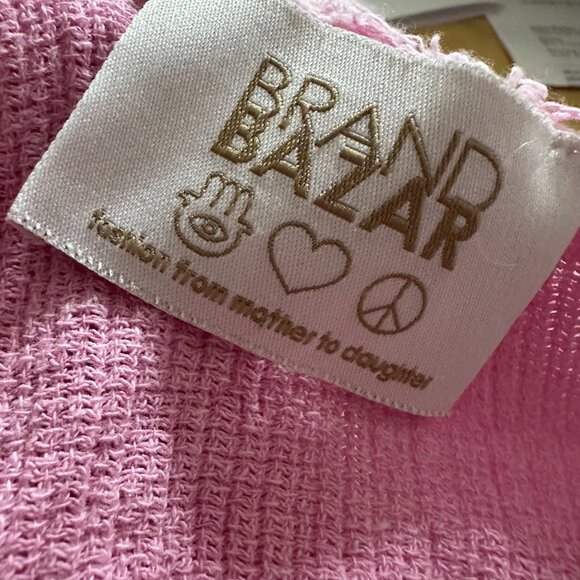 BRAND
BAZAR
fashion from mother to daughter